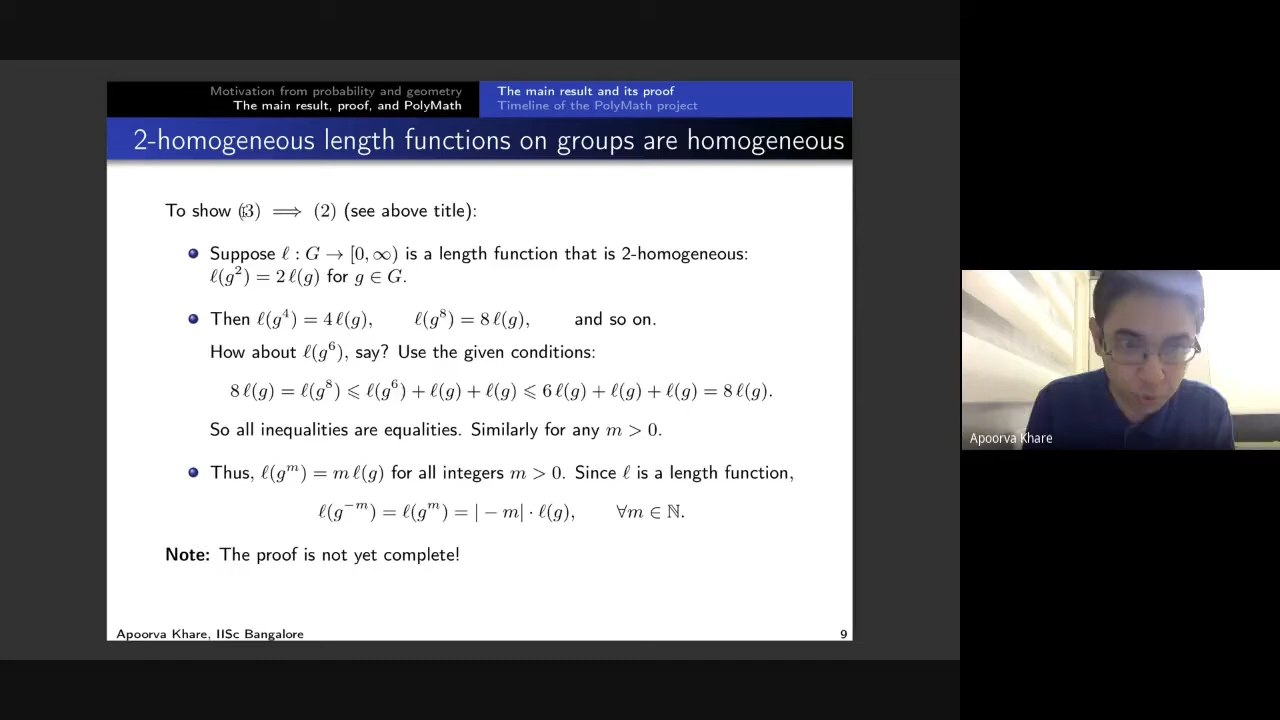 Motivation from probability and geometry
The main result, proof, and PolyMath
The main result and its proof
Timeline of the PolyMath project
2-homogeneous length functions on groups are homogeneous
To show (3) ⟹ (2) (see above title):
Suppose ℓ : G → [0, ∞) is a length function that is 2-homogeneous:
ℓ(g²) = 2 ℓ(g) for g ∈ G.
Then ℓ(g⁴) = 4 ℓ(g), ℓ(g⁸) = 8 ℓ(g), and so on.
How about ℓ(g⁶), say? Use the given conditions:
8 ℓ(g) = ℓ(g⁸) ⩽ ℓ(g⁶) + ℓ(g) + ℓ(g) ⩽ 6 ℓ(g) + ℓ(g) + ℓ(g) = 8 ℓ(g).
So all inequalities are equalities. Similarly for any m > 0.
Thus, ℓ(gᵐ) = m ℓ(g) for all integers m > 0. Since ℓ is a length function,
ℓ(g⁻ᵐ) = ℓ(gᵐ) = | − m| · ℓ(g), ∀m ∈ ℕ.
Note: The proof is not yet complete!
Apoorva Khare, IISc Bangalore
9
Apoorva Khare